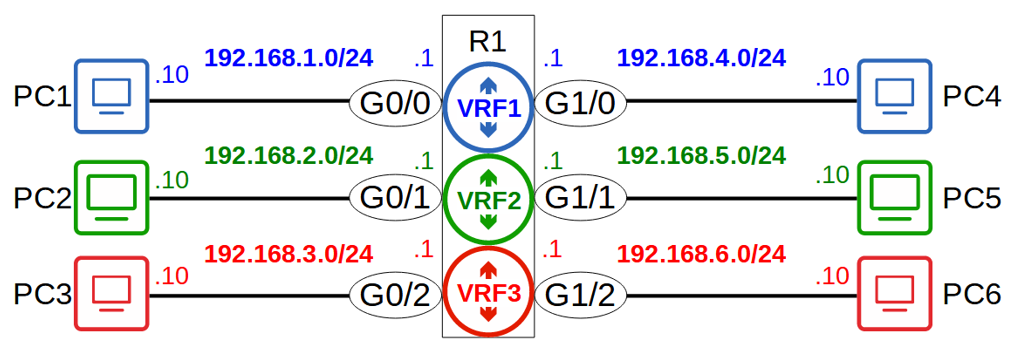 R1
192.168.1.0/24 .1 .1 192.168.4.0/24
PC1 .10 G0/0 VRF1 G1/0 .10 PC4
192.168.2.0/24 .1 .1 192.168.5.0/24
PC2 .10 G0/1 VRF2 G1/1 .10 PC5
192.168.3.0/24 .1 .1 192.168.6.0/24
PC3 .10 G0/2 VRF3 G1/2 .10 PC6